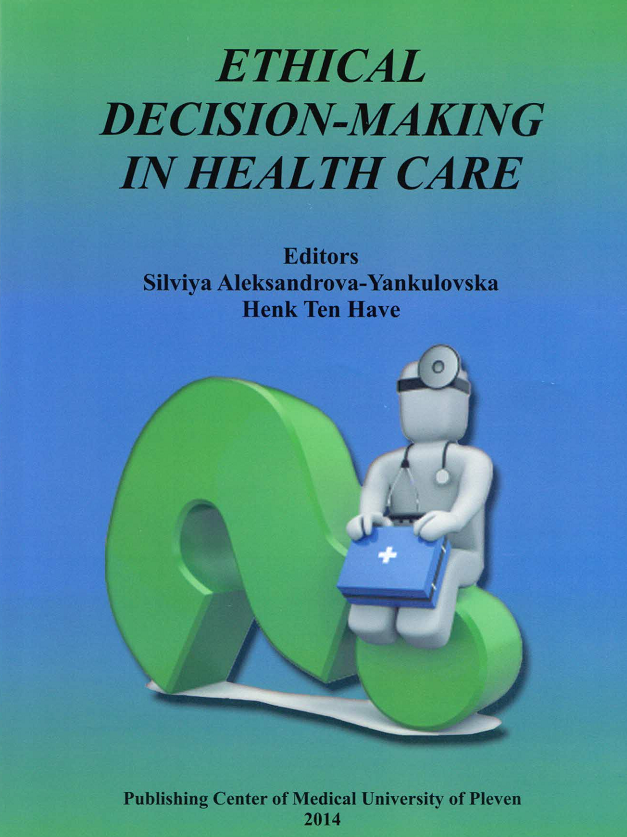 ETHICAL
DECISION-MAKING
IN HEALTH CARE
Editors
Silviya Aleksandrova-Yankulovska
Henk Ten Have
Publishing Center of Medical University of Pleven
2014